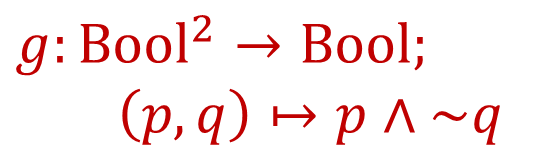 g: Bool² → Bool;
(p, q) ↦ p ∧ ~q